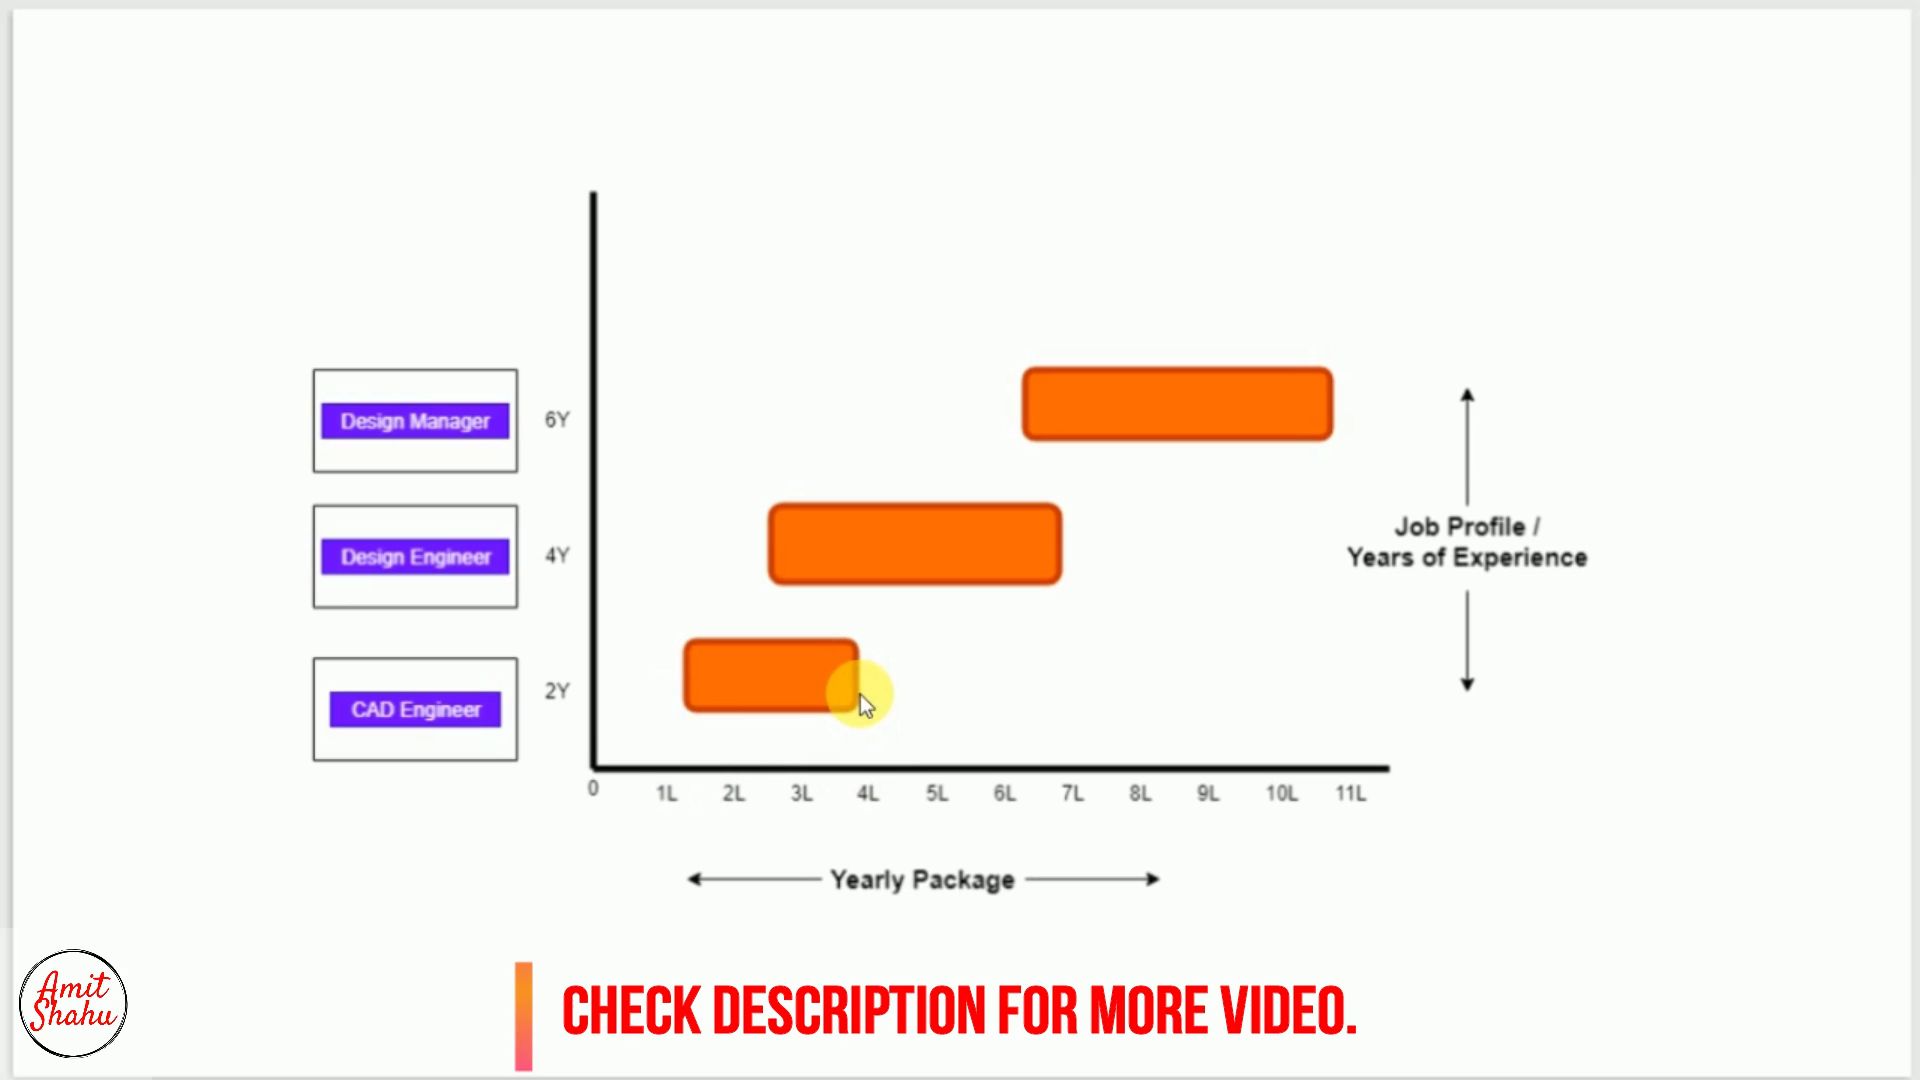 Design Manager
6Y
Design Engineer
4Y
CAD Engineer
2Y
Job Profile /
Years of Experience
0 1L 2L 3L 4L 5L 6L 7L 8L 9L 10L 11L
Yearly Package
Amit
Shahu
CHECK DESCRIPTION FOR MORE VIDEO.